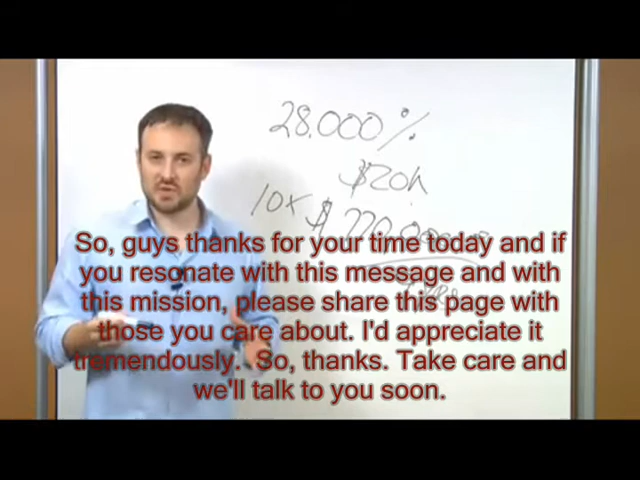 28.000 %
$20k
10x $
So, guys thanks for your time today and if
you resonate with this message and with
this mission, please share this page with
those you care about. I'd appreciate it
tremendously.  So, thanks. Take care and
we'll talk to you soon.